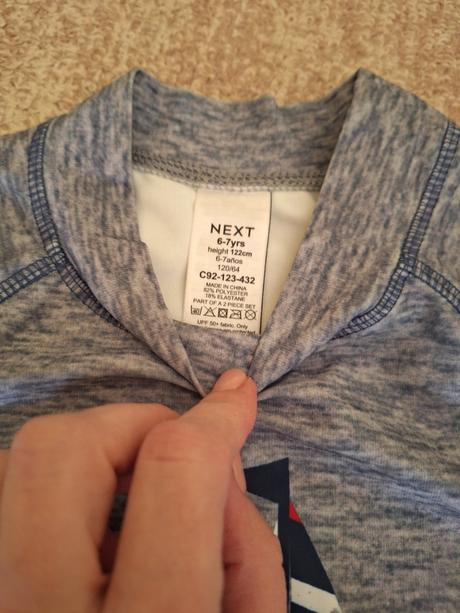 NEXT
6-7yrs
height 122cm
6-7años
120/64
C92-123-432
MADE IN CHINA
82% POLYESTER
18% ELASTANE
PART OF A 2 PIECE SET
UPF 50+ fabric. Only
protected